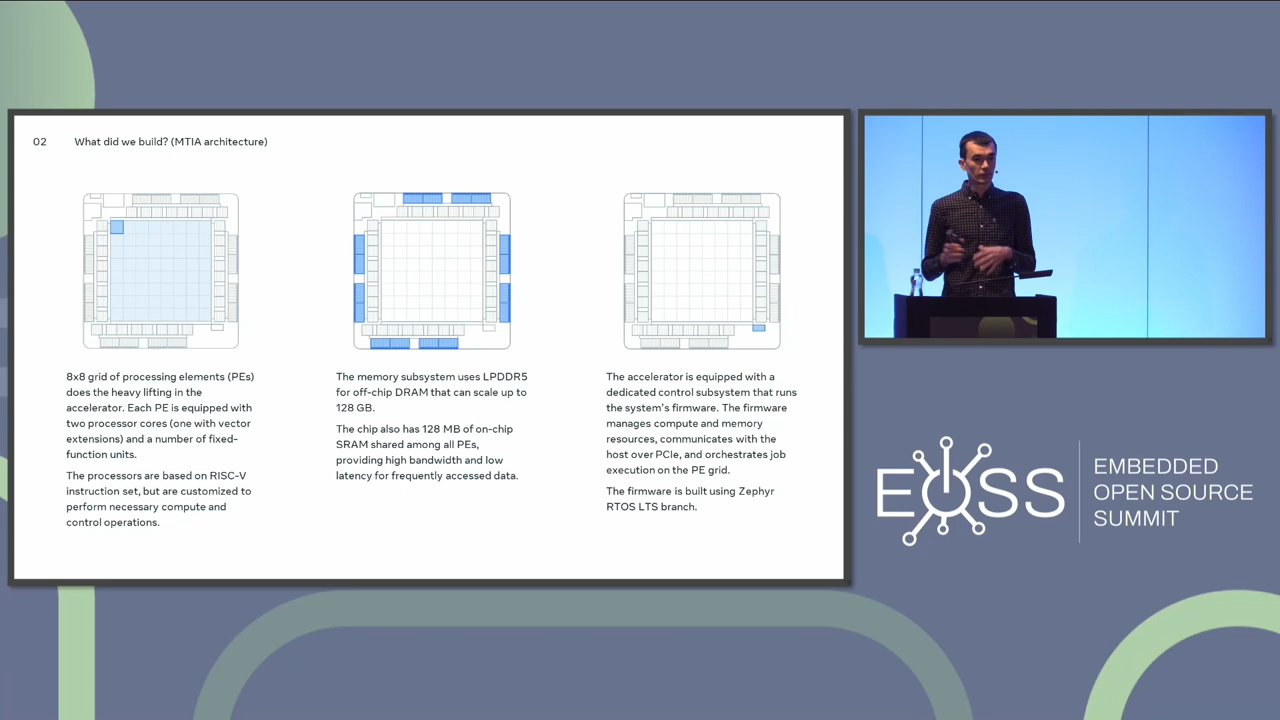 02 What did we build? (MTIA architecture)
8x8 grid of processing elements (PEs)
does the heavy lifting in the
accelerator. Each PE is equipped with
two processor cores (one with vector
extensions) and a number of fixed-
function units.
The processors are based on RISC-V
instruction set, but are customized to
perform necessary compute and
control operations.
The memory subsystem uses LPDDR5
for off-chip DRAM that can scale up to
128 GB.
The chip also has 128 MB of on-chip
SRAM shared among all PEs,
providing high bandwidth and low
latency for frequently accessed data.
The accelerator is equipped with a
dedicated control subsystem that runs
the system's firmware. The firmware
manages compute and memory
resources, communicates with the
host over PCIe, and orchestrates job
execution on the PE grid.
The firmware is built using Zephyr
RTOS LTS branch.
EOSS
EMBEDDED
OPEN SOURCE
SUMMIT